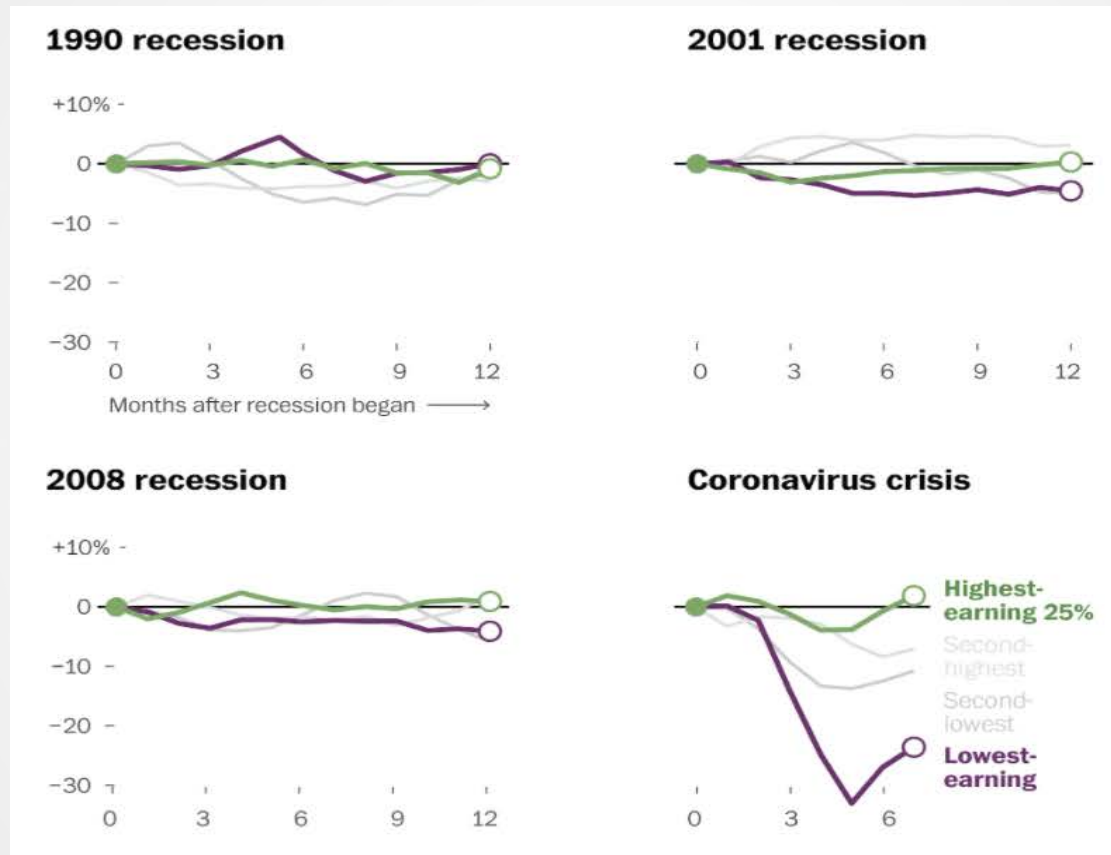 1990 recession
+10%
0
−10
−20
−30
0 3 6 9 12
Months after recession began
2001 recession
0 3 6 9 12
2008 recession
+10%
0
−10
−20
−30
0 3 6 9 12
Coronavirus crisis
Highest-
earning 25%
Second-
highest
Second-
lowest
Lowest-
earning
0 3 6